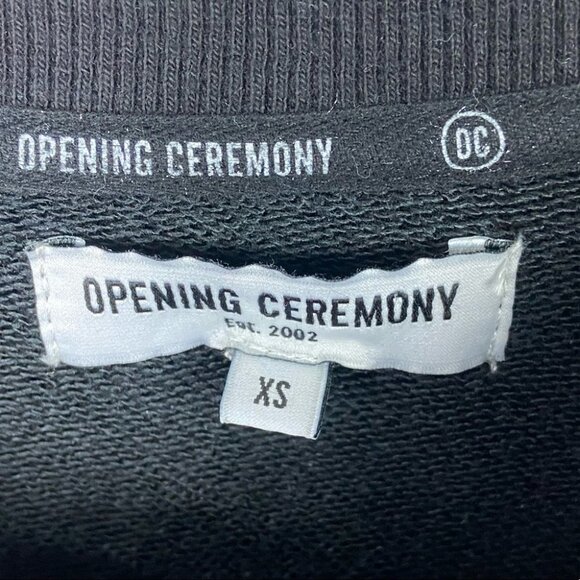 OPENING CEREMONY OC
OPENING CEREMONY
EST. 2002
XS